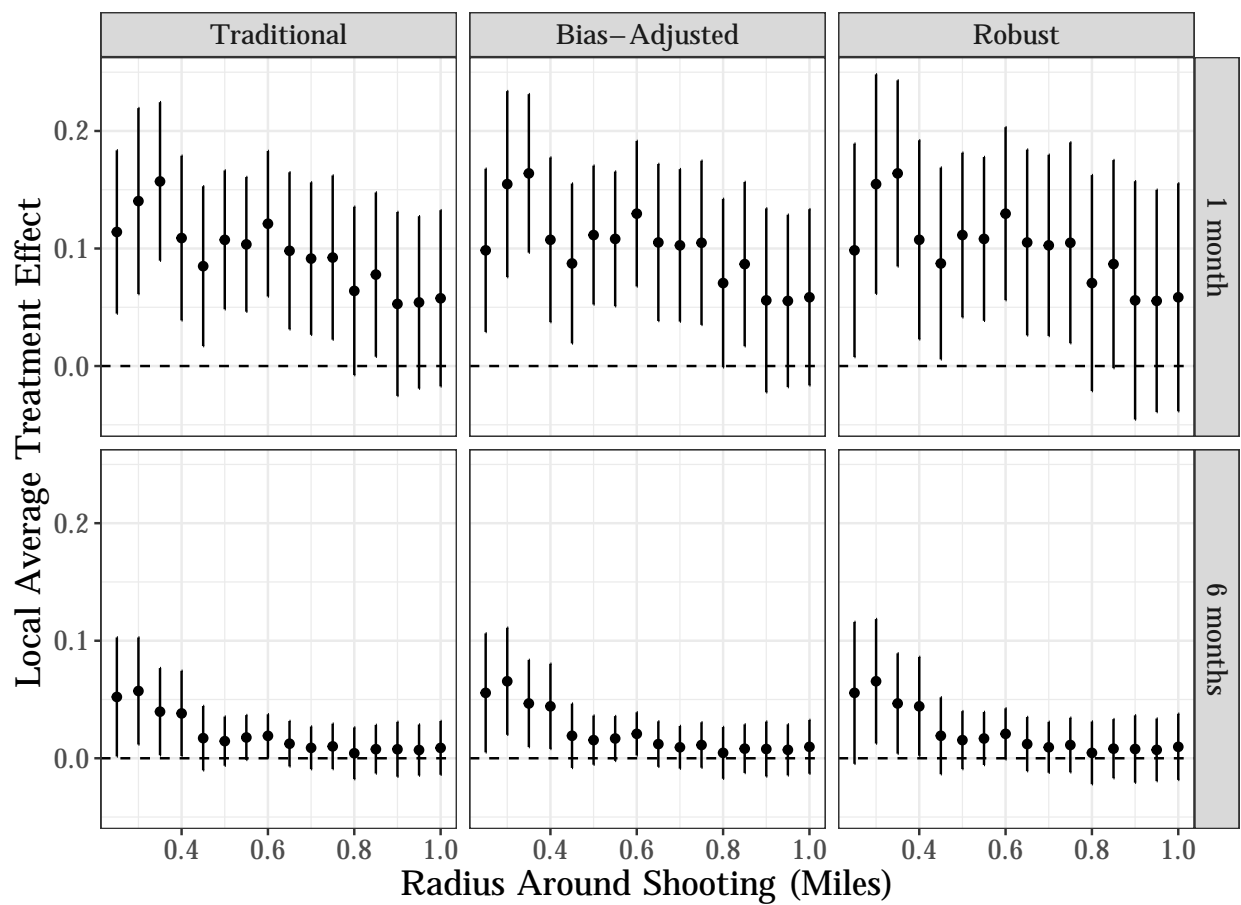 Traditional
Bias−Adjusted
Robust
Local Average Treatment Effect
0.2
0.1
0.0
1 month
0.2
0.1
0.0
6 months
0.4 0.6 0.8 1.0 0.4 0.6 0.8 1.0 0.4 0.6 0.8 1.0
Radius Around Shooting (Miles)